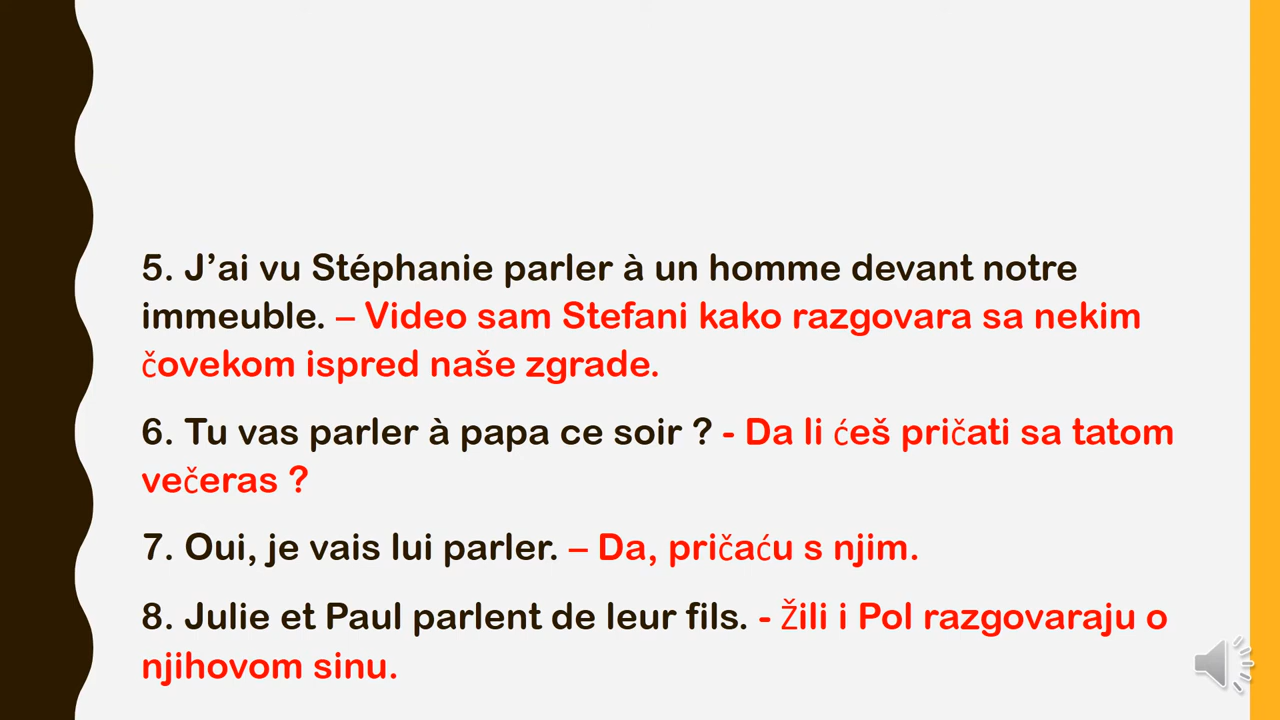 5. J’ai vu Stéphanie parler à un homme devant notre
immeuble. – Video sam Stefani kako razgovara sa nekim
čovekom ispred naše zgrade.
6. Tu vas parler à papa ce soir ? - Da li ćeš pričati sa tatom
večeras ?
7. Oui, je vais lui parler. – Da, pričaću s njim.
8. Julie et Paul parlent de leur fils. - Žili i Pol razgovaraju o
njihovom sinu.